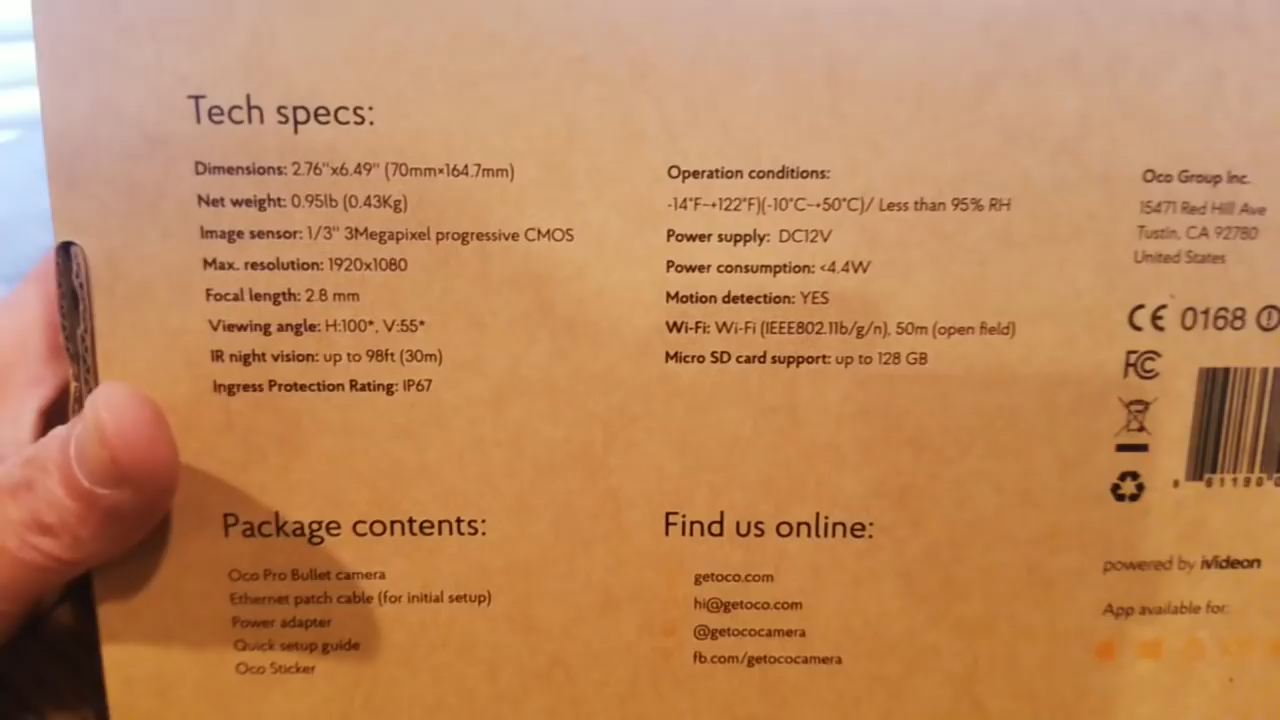 Tech specs:
Dimensions: 2.76"x6.49" (70mm×164.7mm)
Net weight: 0.95lb (0.43Kg)
Image sensor: 1/3" 3Megapixel progressive CMOS
Max. resolution: 1920x1080
Focal length: 2.8 mm
Viewing angle: H:100°, V:55°
IR night vision: up to 98ft (30m)
Ingress Protection Rating: IP67
Operation conditions:
-14°F~+122°F)(-10°C~+50°C)/ Less than 95% RH
Power supply: DC12V
Power consumption: <4.4W
Motion detection: YES
Wi-Fi: Wi-Fi (IEEE802.11b/g/n), 50m (open field)
Micro SD card support: up to 128 GB
Oco Group Inc.
15471 Red Hill Ave
Tustin, CA 92780
United States
CE 0168
FC
Package contents:
Oco Pro Bullet camera
Ethernet patch cable (for initial setup)
Power adapter
Quick setup guide
Oco Sticker
Find us online:
getoco.com
hi@getoco.com
@getococamera
fb.com/getococamera
powered by ivideon
App available for: